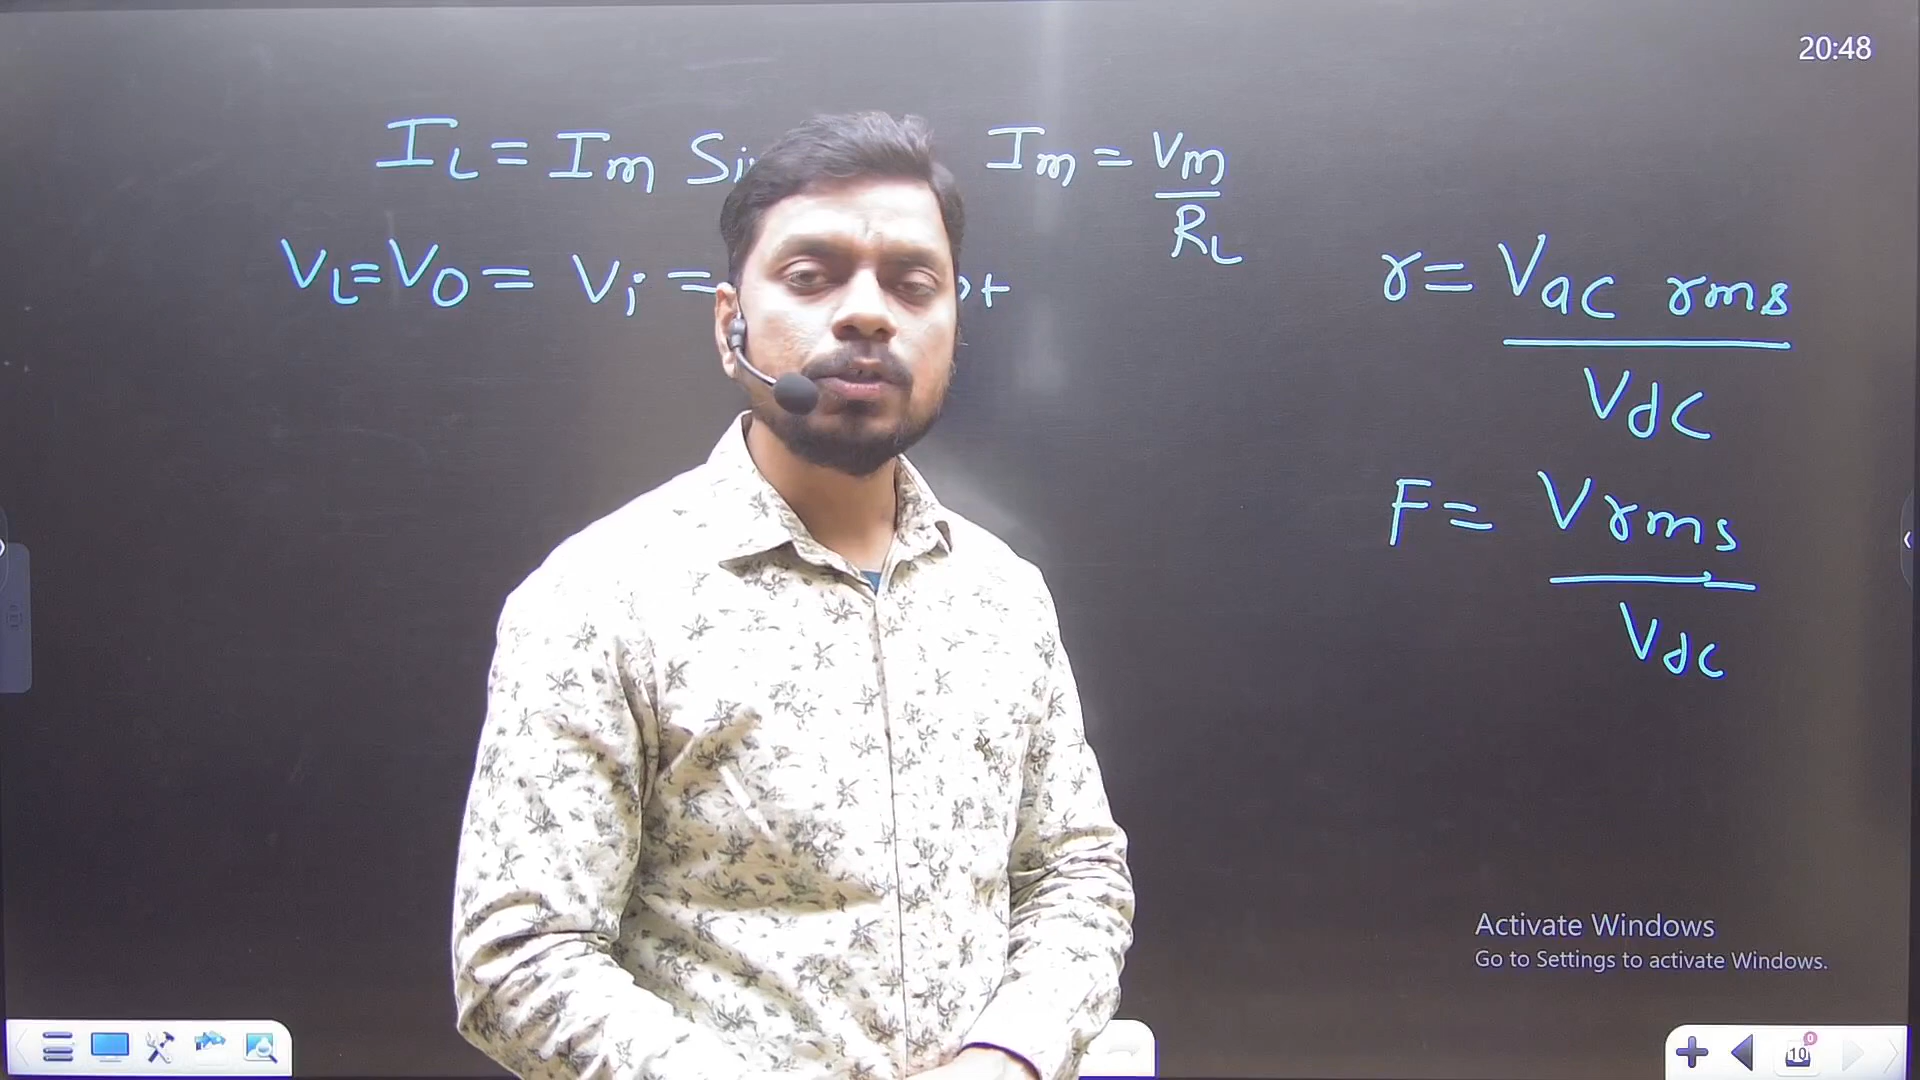 20:48
IL = Im Si Im = Vm / RL
VL = VO = Vi =
r = Vac rms / Vdc
F = Vrms / Vdc
Activate Windows
Go to Settings to activate Windows.
10